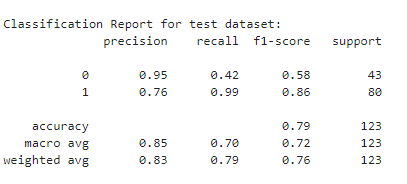 Classification Report for test dataset:
precision recall f1-score support
0 0.95 0.42 0.58 43
1 0.76 0.99 0.86 80
accuracy 0.79 123
macro avg 0.85 0.70 0.72 123
weighted avg 0.83 0.79 0.76 123